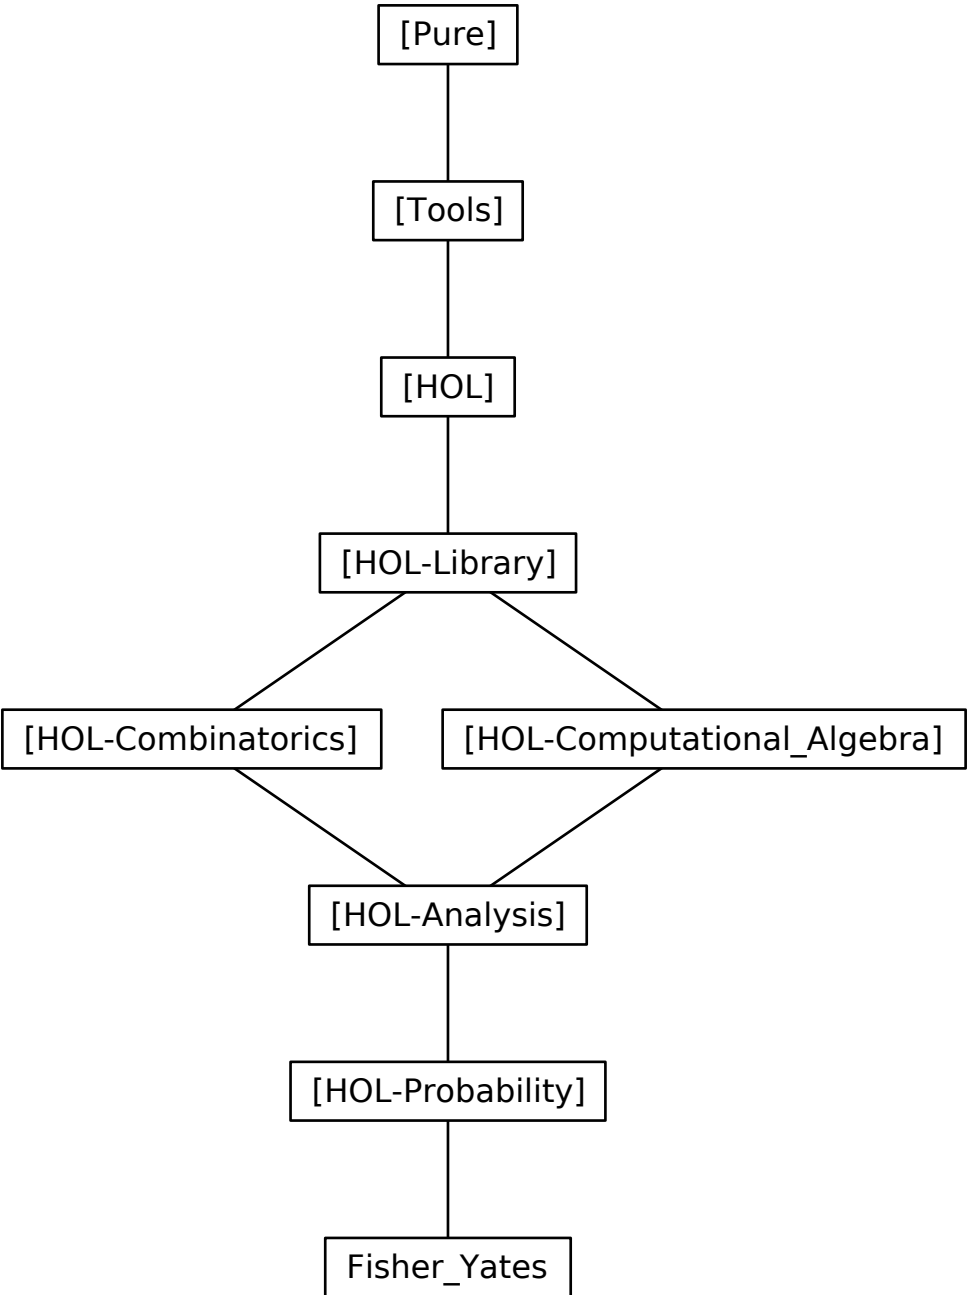 [Pure]
[Tools]
[HOL]
[HOL-Library]
[HOL-Combinatorics]
[HOL-Computational_Algebra]
[HOL-Analysis]
[HOL-Probability]
Fisher_Yates